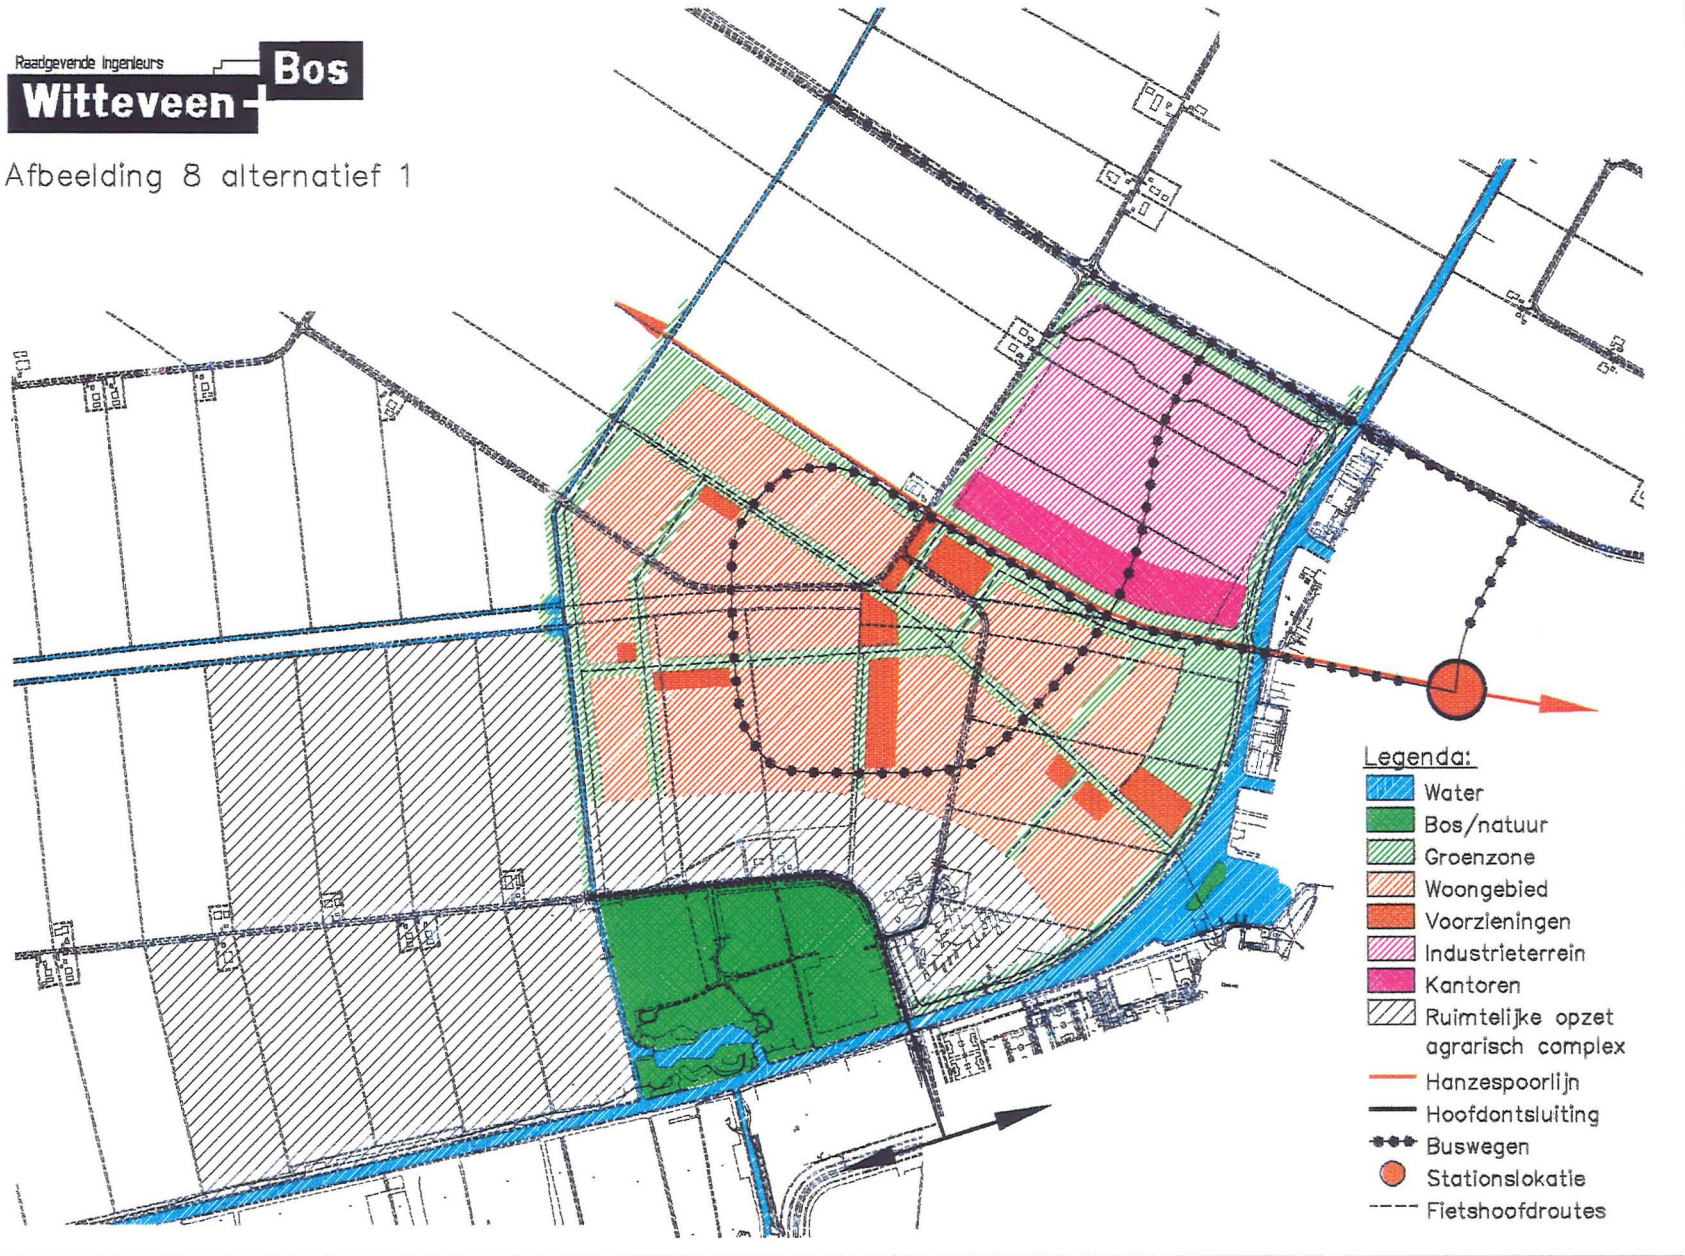 Raadgevende Ingenieurs
Bos
Witteveen+
Afbeelding 8 alternatief 1
Legenda:
Water
Bos/natuur
Groenzone
Woongebied
Voorzieningen
Industrieterrein
Kantoren
Ruimtelijke opzet
agrarisch complex
Hanzespoorlijn
Hoofdontsluiting
Buswegen
Stationslokatie
Fietshoofdroutes